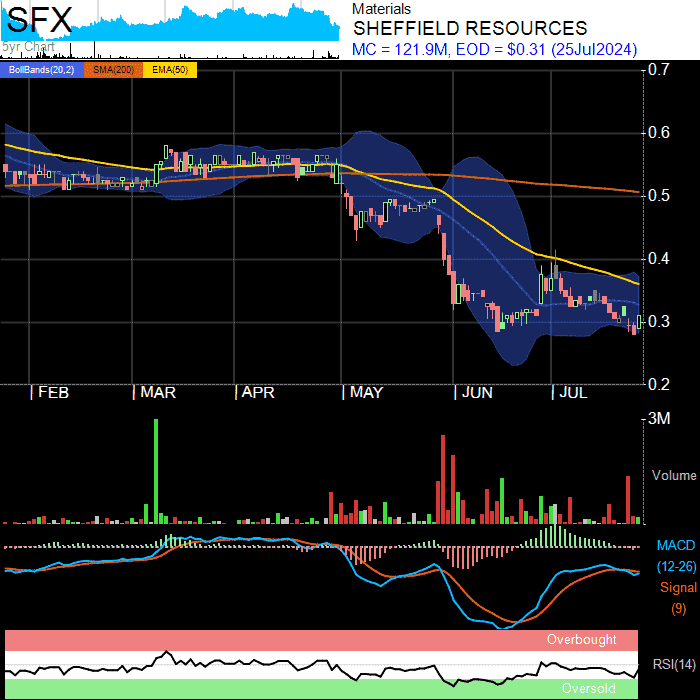 SFX
5yr Chart
Materials
SHEFFIELD RESOURCES
MC = 121.9M, EOD = $0.31 (25Jul2024)
BollBands(20,2) SMA(200) EMA(50)
0.7
0.6
0.5
0.4
0.3
0.2
FEB MAR APR MAY JUN JUL
3M
Volume
MACD
(12-26)
Signal
(9)
Overbought
RSI(14)
Oversold